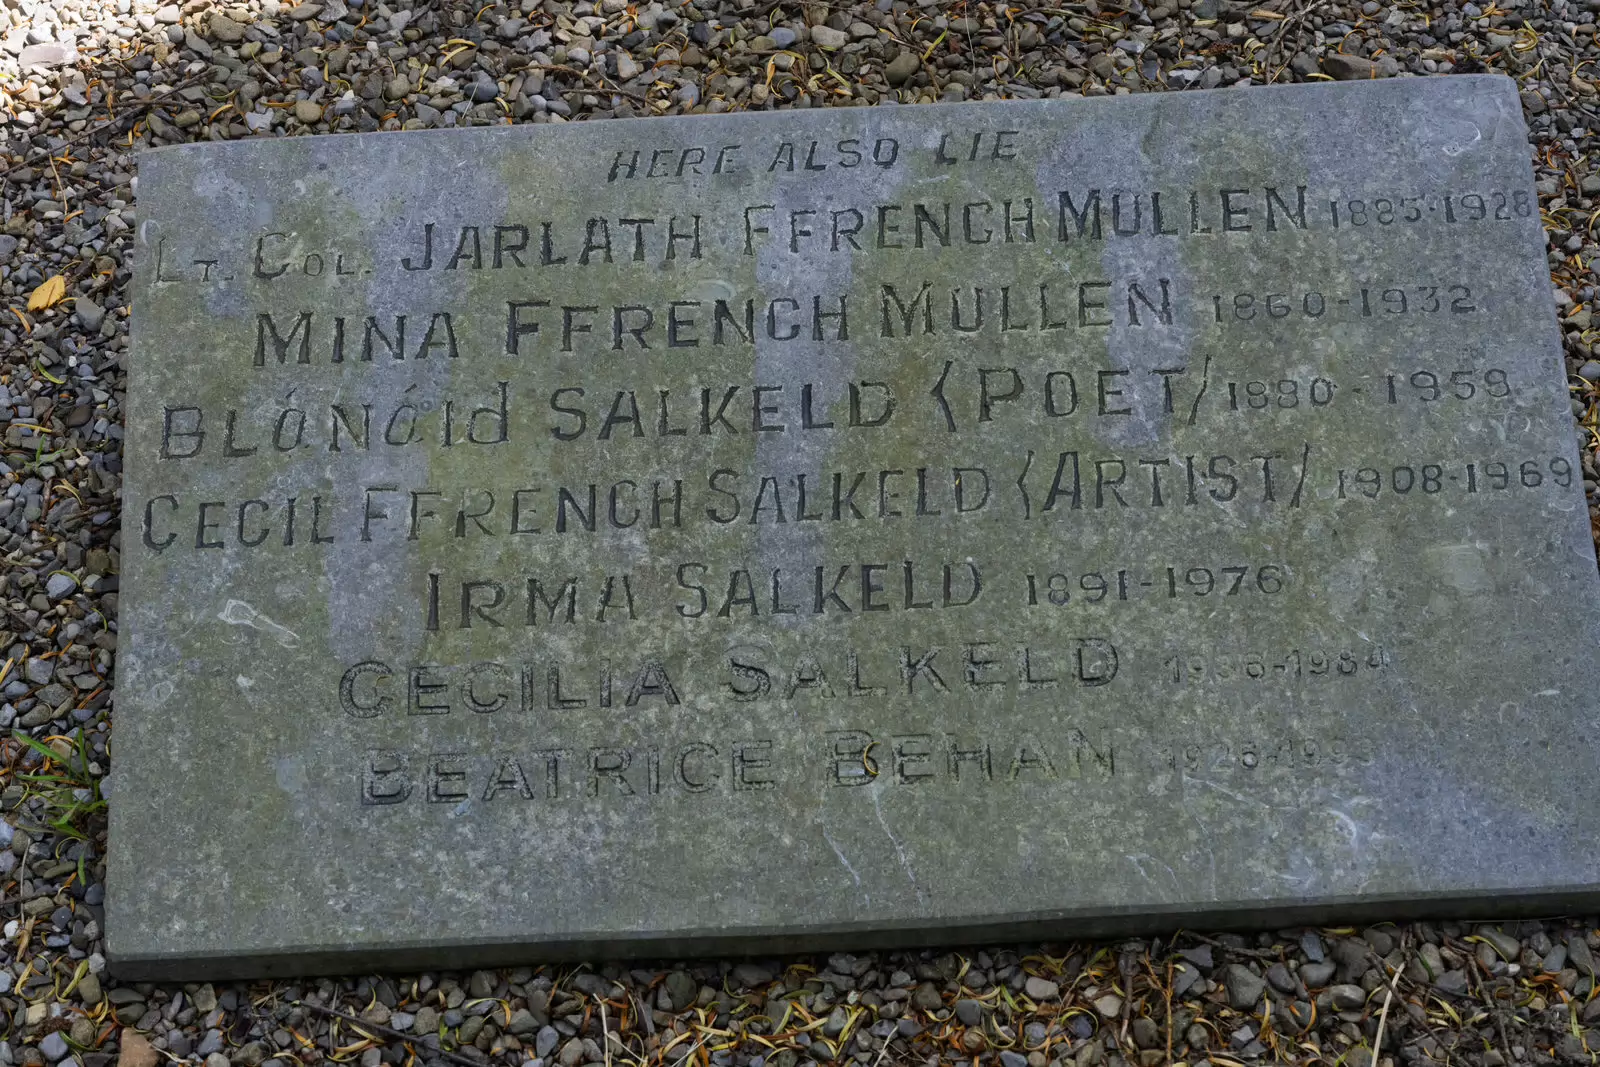 HERE ALSO LIE
LT. COL. JARLATH FFRENCH MULLEN 1883-1928
MINA FFRENCH MULLEN 1860-1932
BLÁNÁID SALKELD (POET) 1880-1959
CECIL FFRENCH SALKELD (ARTIST) 1908-1969
IRMA SALKELD 1891-1976
CECILIA SALKELD
BEATRICE BEHAN